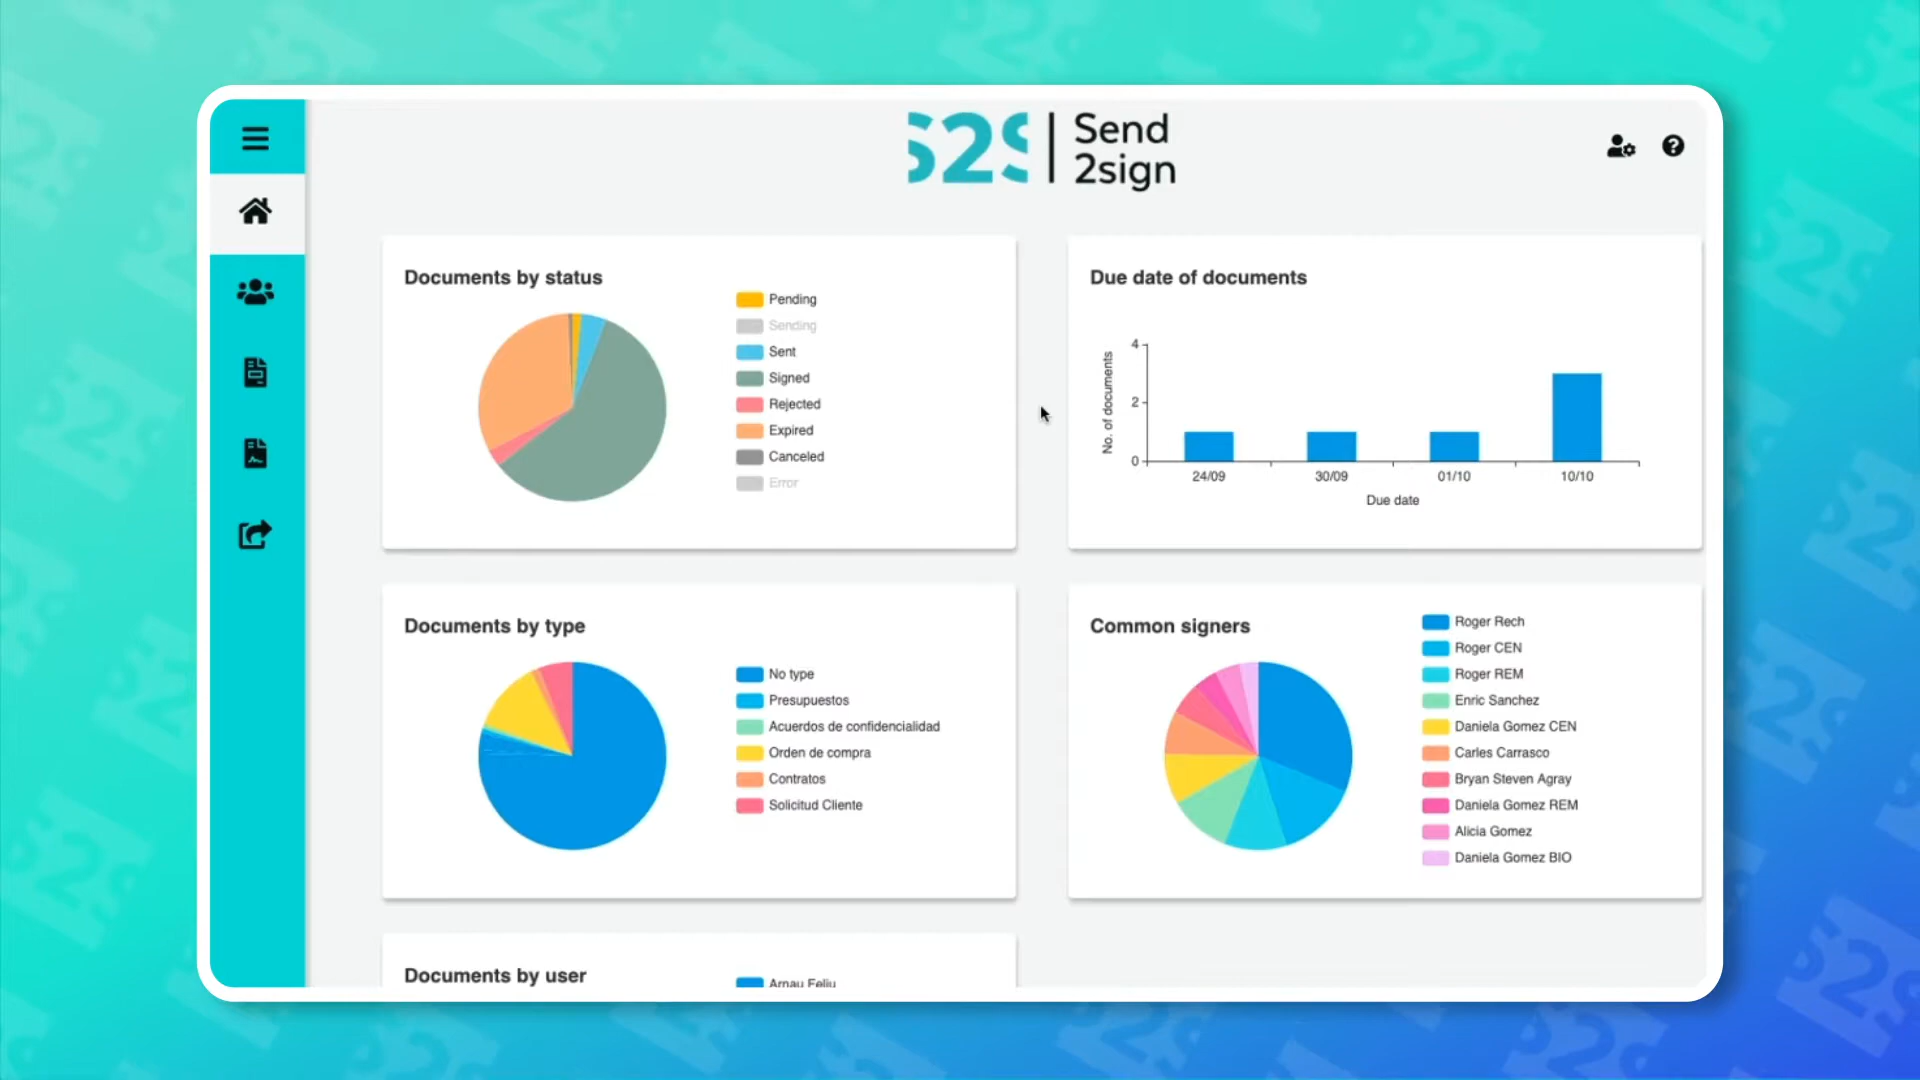 S2S
Send
2sign
Documents by status
Pending
Sending
Sent
Signed
Rejected
Expired
Canceled
Error
Due date of documents
No. of documents
4
2
0
24/09
30/09
01/10
10/10
Due date
Documents by type
No type
Presupuestos
Acuerdos de confidencialidad
Orden de compra
Contratos
Solicitud Cliente
Common signers
Roger Rech
Roger CEN
Roger REM
Enric Sanchez
Daniela Gomez CEN
Carles Carrasco
Bryan Steven Agray
Daniela Gomez REM
Alicia Gomez
Daniela Gomez BIO
Documents by user
Arnau Feliu